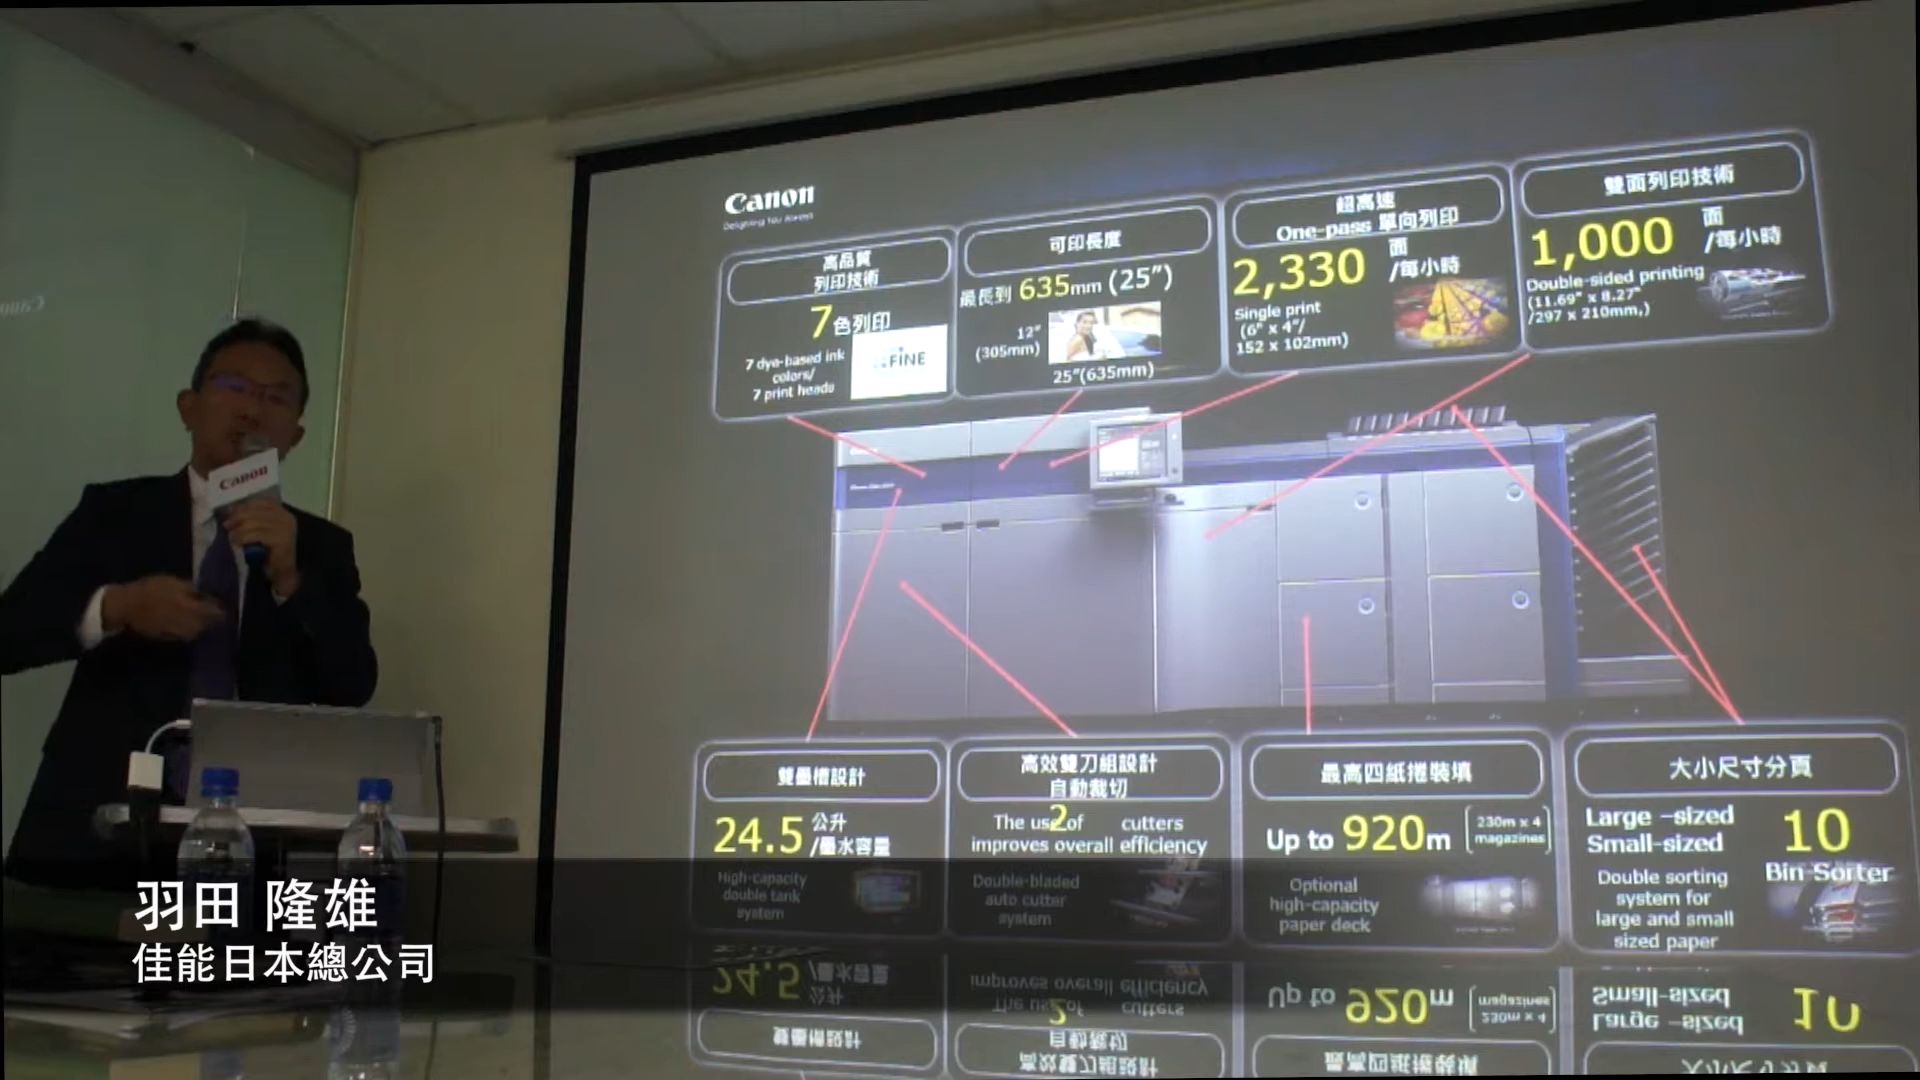 Canon
高品質
列印技術
7色列印
7 dye-based ink
colors/
7 print heads
FINE
可印長度
最長到 635mm (25")
12"
(305mm)
25"(635mm)
超高速
One-pass 單向列印
2,330 面
/每小時
Single print
(6" x 4"/
152 x 102mm)
雙面列印技術
1,000 面
/每小時
Double-sided printing
(11.69" x 8.27"
/297 x 210mm,)
Canon
雙墨槽設計
24.5 公升
/墨水容量
High-capacity
double tank
system
高效雙刀組設計
自動裁切
The use of 2 cutters
improves overall efficiency
Double-bladed
auto cutter
system
最高四紙捲裝填
Up to 920m
230m x 4
magazines
Optional
high-capacity
paper deck
大小尺寸分頁
Large –sized
Small-sized
10
Bin Sorter
Double sorting
system for
large and small
sized paper
羽田 隆雄
佳能日本總公司